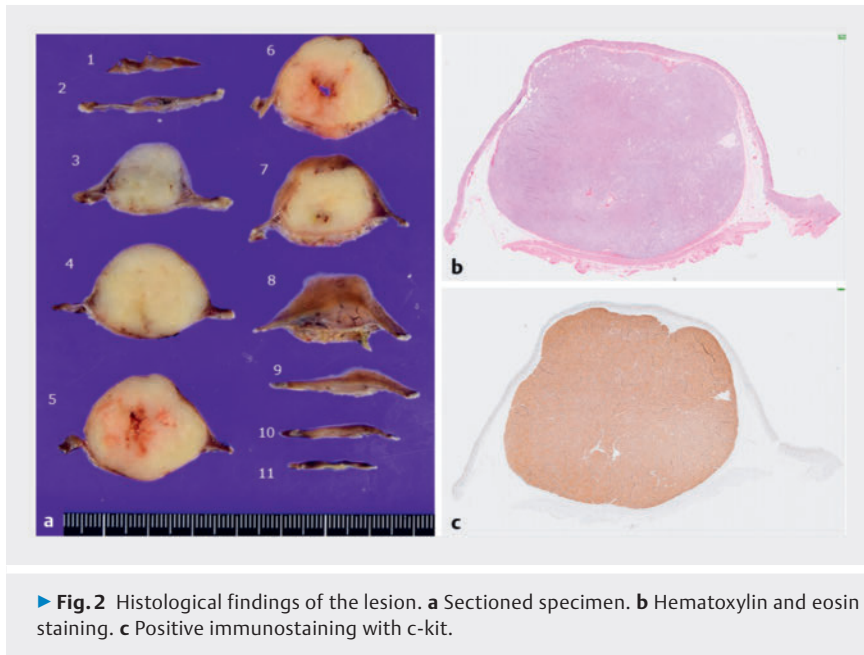 1
2
3
4
5
6
7
8
9
10
11
a
b
c
▶ Fig. 2 Histological findings of the lesion. a Sectioned specimen. b Hematoxylin and eosin
staining. c Positive immunostaining with c-kit.